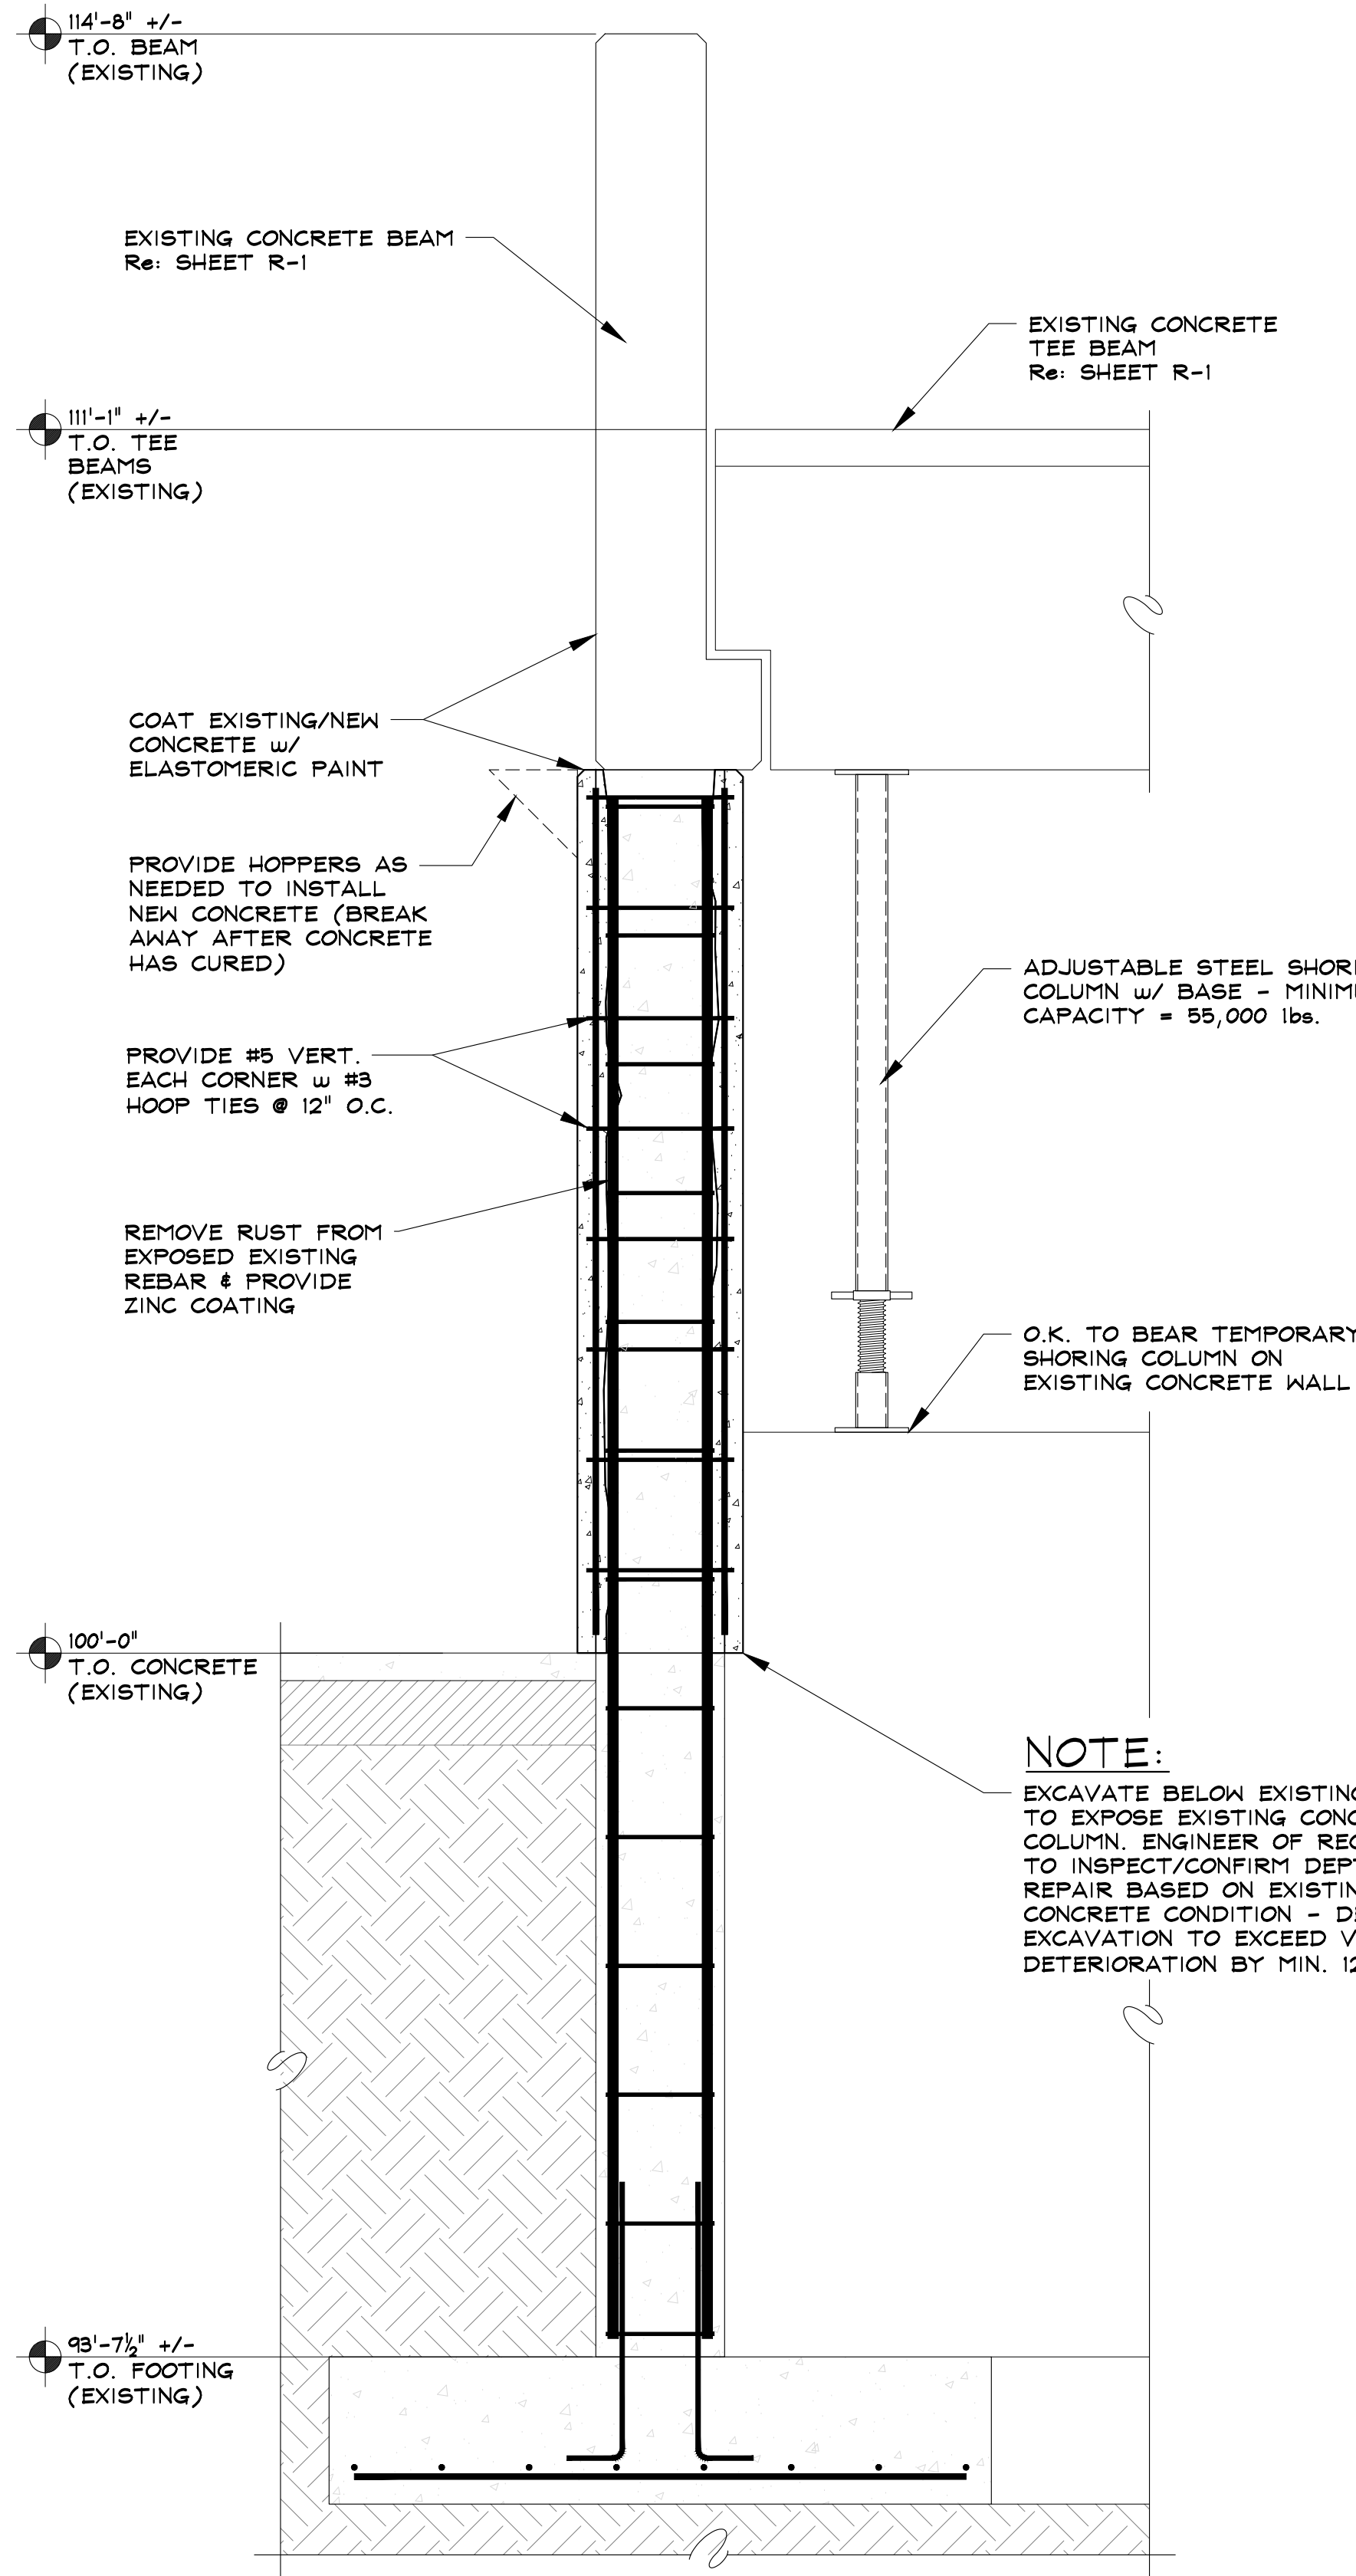 114'-8" +/-
T.O. BEAM
(EXISTING)
EXISTING CONCRETE BEAM
Re: SHEET R-1
EXISTING CONCRETE
TEE BEAM
Re: SHEET R-1
111'-1" +/-
T.O. TEE
BEAMS
(EXISTING)
COAT EXISTING/NEW
CONCRETE w/
ELASTOMERIC PAINT
PROVIDE HOPPERS AS
NEEDED TO INSTALL
NEW CONCRETE (BREAK
AWAY AFTER CONCRETE
HAS CURED)
ADJUSTABLE STEEL
COLUMN w/ BASE -
CAPACITY = 55,000 lbs.
PROVIDE #5 VERT.
EACH CORNER w #3
HOOP TIES @ 12" O.C.
REMOVE RUST FROM
EXPOSED EXISTING
REBAR & PROVIDE
ZINC COATING
O.K. TO BEAR TEMPORARY
SHORING COLUMN ON
EXISTING CONCRETE WALL
100'-0"
T.O. CONCRETE
(EXISTING)
NOTE:
EXCAVATE BELOW
TO EXPOSE EXISTING
COLUMN. ENGINEER OF
TO INSPECT/CONFIRM
REPAIR BASED ON
CONCRETE CONDITION -
EXCAVATION TO EXCEED
DETERIORATION BY MIN.
93'-7½" +/-
T.O. FOOTING
(EXISTING)